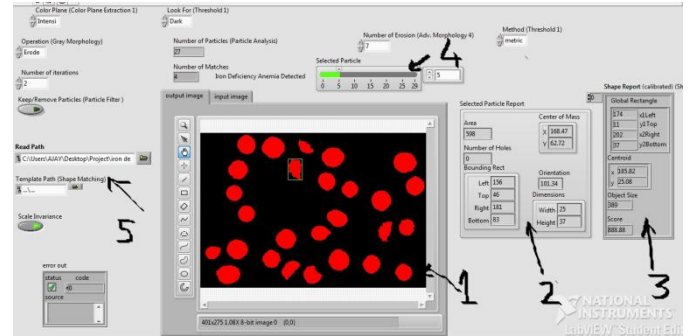 Color Plane (Color Plane Extraction 1)
Intensi
Look For (Threshold 1)
Dark
Operation (Gray Morphology)
Erode
Number of Particles (Particle Analysis)
27
Number of Erosion (Adv. Morphology 4)
7
Method (Threshold 1)
metric
Number of iterations
2
Number of Matches
4
Iron Deficiency Anemia Detected
Selected Particle
0 5 10 15 20 25 29
5
4
Keep/Remove Particles (Particle Filter)
output image
input image
Read Path
C:\Users\AJAY\Desktop\Project\iron de
Template Path (Shape Matching)
5
Scale Invariance
error out
status
code
source
401x275 1.08X 8-bit image 0 (0,0)
1
Selected Particle Report
Area
598
Number of Holes
0
Center of Mass
X 168.47
Y 62.72
Bounding Rect
Left 156
Top 46
Right 181
Bottom 83
Orientation
101.34
Dimensions
Width 25
Height 37
2
Shape Report (calibrated) (Sh
Global Rectangle
174 x1Left
11 y1Top
202 x2Right
37 y2Bottom
Centroid
x 185.82
y 25.08
Object Size
389
Score
888.88
3
NATIONAL
INSTRUMENTS
LabVIEW Student Edit